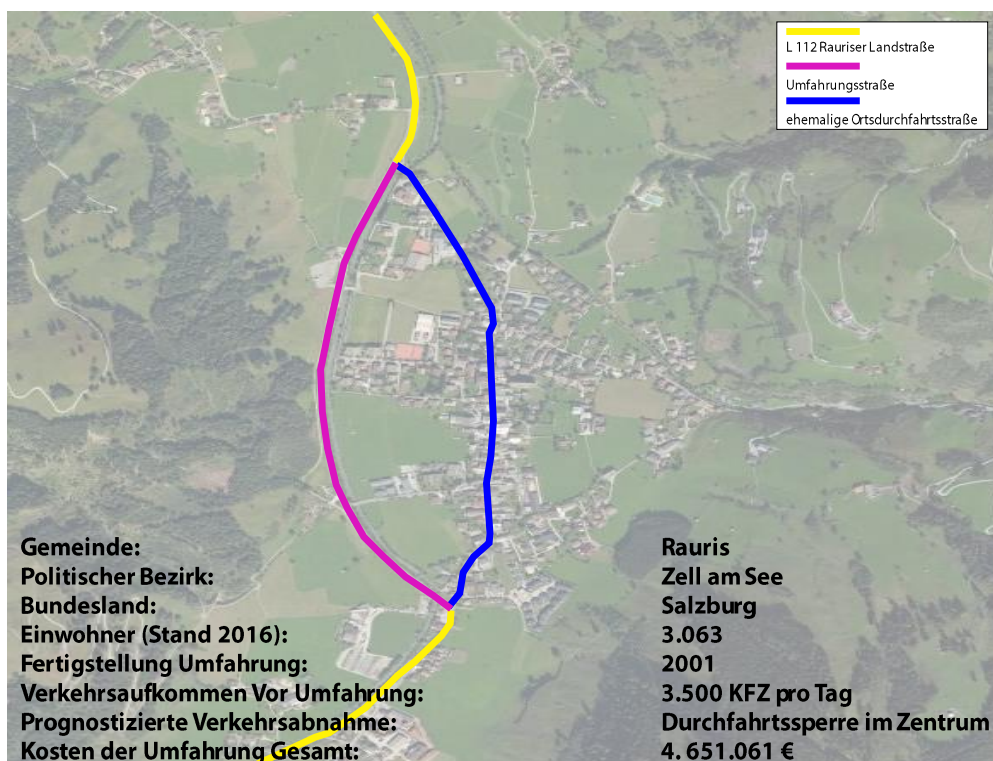 L 112 Rauriser Landstraße
Umfahrungsstraße
ehemalige Ortsdurchfahrtsstraße
Gemeinde: Rauris
Politischer Bezirk: Zell am See
Bundesland: Salzburg
Einwohner (Stand 2016): 3.063
Fertigstellung Umfahrung: 2001
Verkehrsaufkommen Vor Umfahrung: 3.500 KFZ pro Tag
Prognostizierte Verkehrsabnahme: Durchfahrtssperre im Zentrum
Kosten der Umfahrung Gesamt: 4. 651.061 €